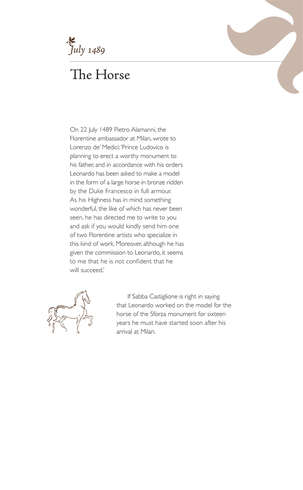 July 1489
The Horse
On 22 July 1489 Pietro Alamanni, the
Florentine ambassador at Milan, wrote to
Lorenzo de' Medici: 'Prince Ludovico is
planning to erect a worthy monument to
his father, and in accordance with his orders
Leonardo has been asked to make a model
in the form of a large horse in bronze ridden
by the Duke Francesco in full armour.
As his Highness has in mind something
wonderful, the like of which has never been
seen, he has directed me to write to you
and ask if you would kindly send him one
of two Florentine artists who specialize in
this kind of work. Moreover, although he has
given the commission to Leonardo, it seems
to me that he is not confident that he
will succeed.'
If Sabba Castiglione is right in saying
that Leonardo worked on the model for the
horse of the Sforza monument for sixteen
years he must have started soon after his
arrival at Milan.